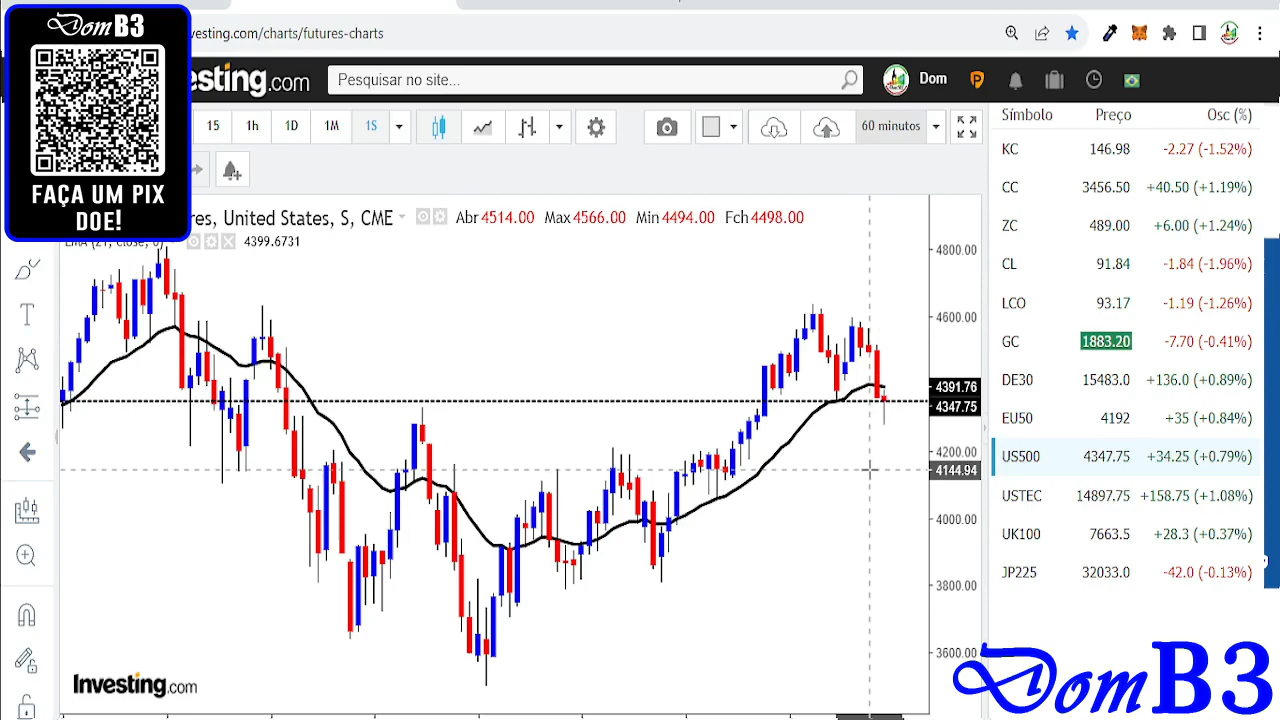 DomB3
FAÇA UM PIX
DOE!
vesting.com/charts/futures-charts
vesting.com
Pesquisar no site...
Dom
15 1h 1D 1M 1S
60 minutos
res, United States, S, CME Abr 4514.00 Max 4566.00 Min 4494.00 Fch 4498.00
4399.6731
4800.00
4600.00
4391.76
4347.75
4200.00
4144.94
4000.00
3800.00
3600.00
Investing.com
Símbolo Preço Osc (%)
KC 146.98 -2.27 (-1.52%)
CC 3456.50 +40.50 (+1.19%)
ZC 489.00 +6.00 (+1.24%)
CL 91.84 -1.84 (-1.96%)
LCO 93.17 -1.19 (-1.26%)
GC 1883.20 -7.70 (-0.41%)
DE30 15483.0 +136.0 (+0.89%)
EU50 4192 +35 (+0.84%)
US500 4347.75 +34.25 (+0.79%)
USTEC 14897.75 +158.75 (+1.08%)
UK100 7663.5 +28.3 (+0.37%)
JP225 32033.0 -42.0 (-0.13%)
DomB3